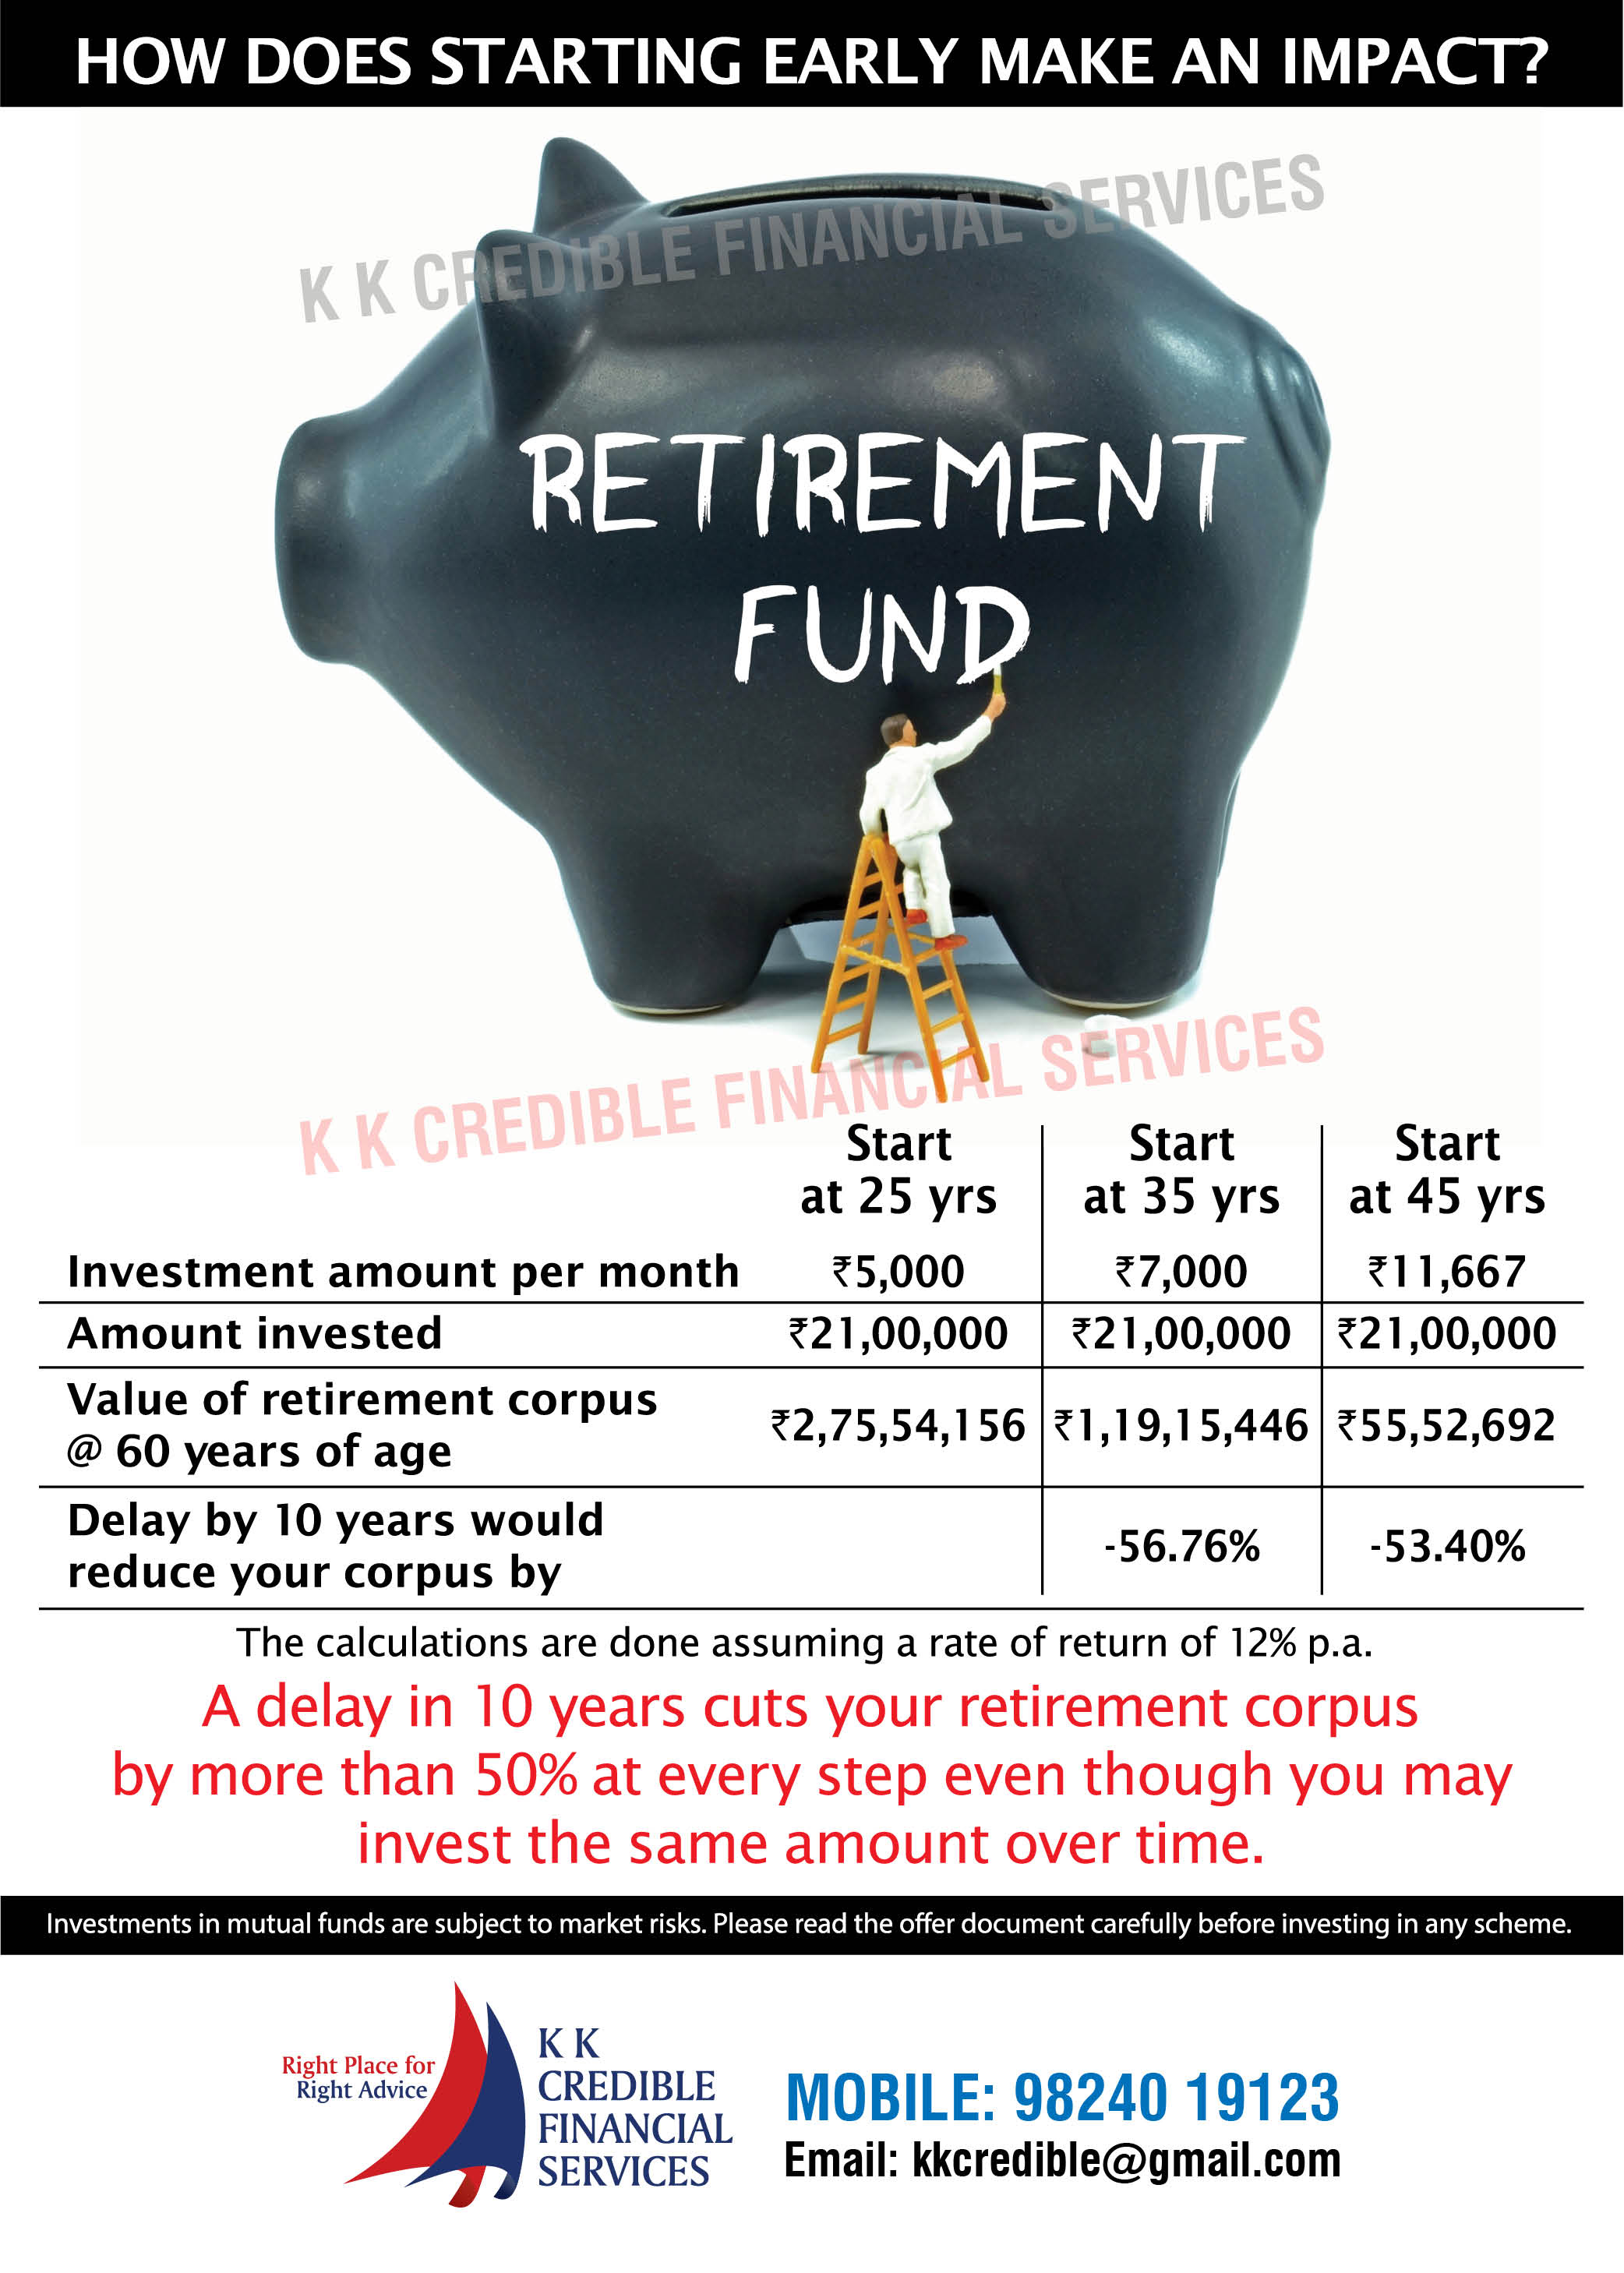 HOW DOES STARTING EARLY MAKE AN IMPACT?
K K CREDIBLE FINANCIAL SERVICES
RETIREMENT
FUND
K K CREDIBLE FINANCIAL SERVICES
Start at 25 yrs | Start at 35 yrs | Start at 45 yrs
Investment amount per month ₹5,000 ₹7,000 ₹11,667
Amount invested ₹21,00,000 ₹21,00,000 ₹21,00,000
Value of retirement corpus
@ 60 years of age ₹2,75,54,156 ₹1,19,15,446 ₹55,52,692
Delay by 10 years would
reduce your corpus by -56.76% -53.40%
The calculations are done assuming a rate of return of 12% p.a.
A delay in 10 years cuts your retirement corpus
by more than 50% at every step even though you may
invest the same amount over time.
Investments in mutual funds are subject to market risks. Please read the offer document carefully before investing in any scheme.
Right Place for
Right Advice
K K
CREDIBLE
FINANCIAL
SERVICES
MOBILE: 98240 19123
Email: kkcredible@gmail.com